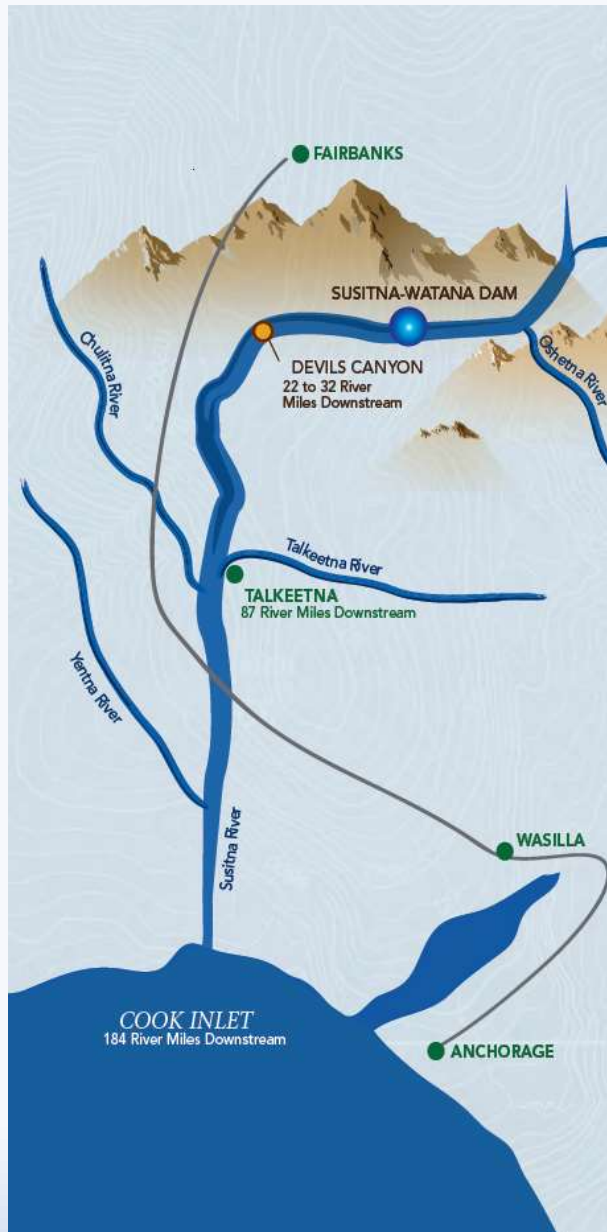 FAIRBANKS
SUSITNA-WATANA DAM
Chulitna River
DEVILS CANYON
22 to 32 River
Miles Downstream
Oshetna River
Talkeetna River
TALKEETNA
87 River Miles Downstream
Yentna River
Susitna River
WASILLA
COOK INLET
184 River Miles Downstream
ANCHORAGE